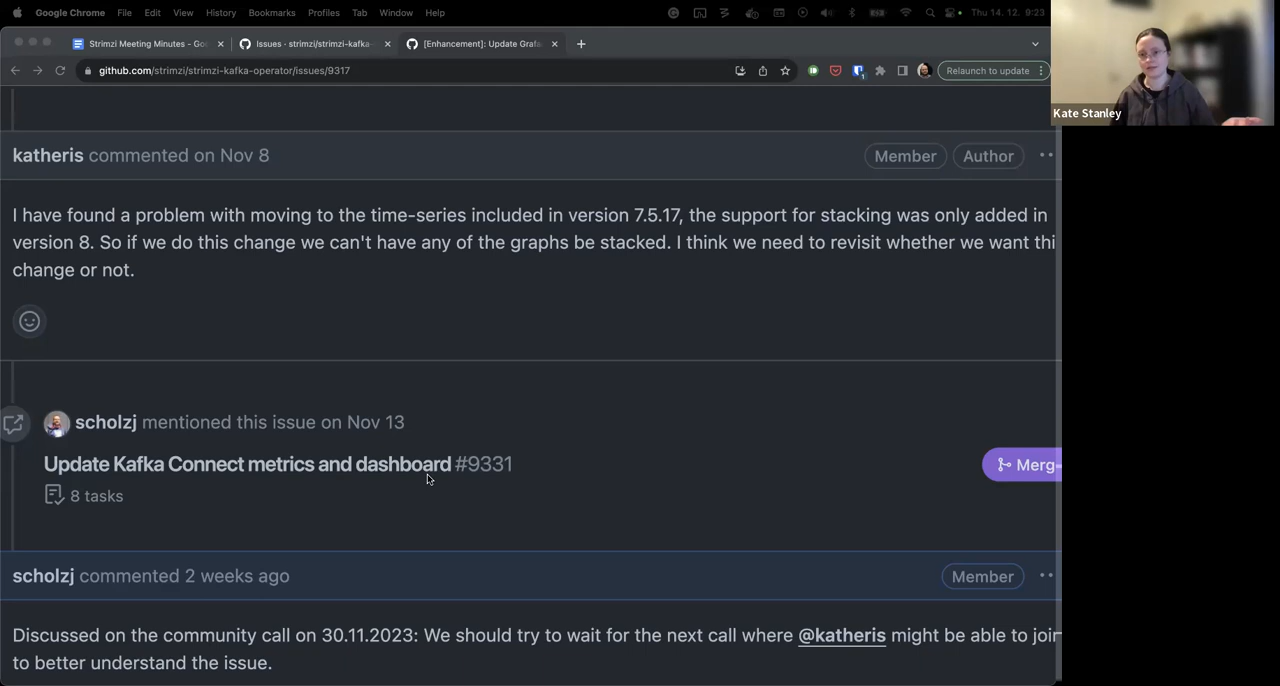 Google Chrome File Edit View History Bookmarks Profiles Tab Window Help Thu 14. 12. 9:23
Strimzi Meeting Minutes - Goo
Issues · strimzi/strimzi-kafka-
[Enhancement]: Update Grafa
github.com/strimzi/strimzi-kafka-operator/issues/9317
Relaunch to update
Kate Stanley
katheris commented on Nov 8
Member
Author
I have found a problem with moving to the time-series included in version 7.5.17, the support for stacking was only added in
version 8. So if we do this change we can't have any of the graphs be stacked. I think we need to revisit whether we want thi
change or not.
scholzj mentioned this issue on Nov 13
Update Kafka Connect metrics and dashboard #9331
Merg
8 tasks
scholzj commented 2 weeks ago
Member
Discussed on the community call on 30.11.2023: We should try to wait for the next call where @katheris might be able to join
to better understand the issue.